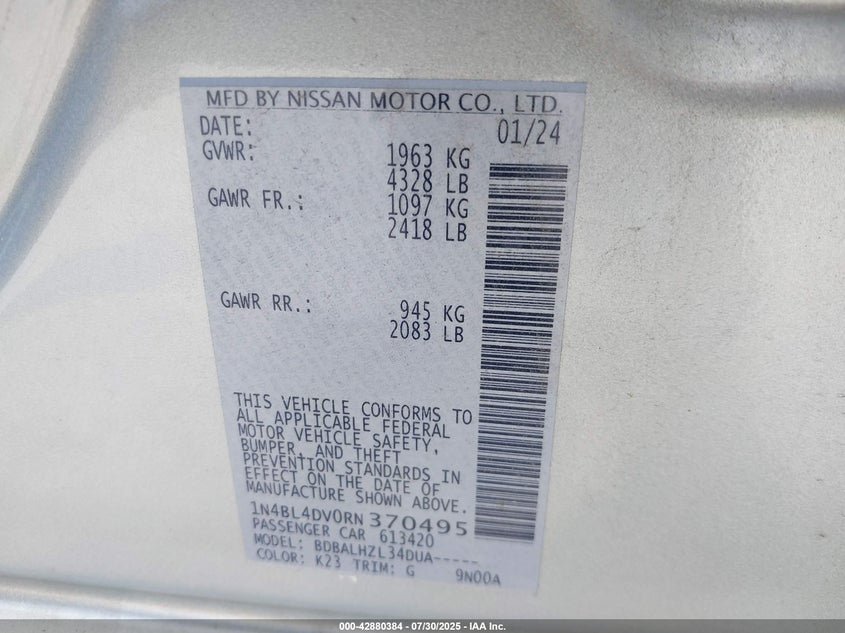 MFD BY NISSAN MOTOR CO., LTD.
DATE: 01/24
GVWR: 1963 KG
4328 LB
GAWR FR.: 1097 KG
2418 LB
GAWR RR.: 945 KG
2083 LB
THIS VEHICLE CONFORMS TO
ALL APPLICABLE FEDERAL
MOTOR VEHICLE SAFETY,
BUMPER, AND THEFT
PREVENTION STANDARDS IN
EFFECT ON THE DATE OF
MANUFACTURE SHOWN ABOVE.
1N4BL4DV0RN370495
PASSENGER CAR 613420
MODEL: BDBALHZL34DUA-----
COLOR: K23 TRIM: G 9N00A
000-42880384 - 07/30/2025 - IAA Inc.